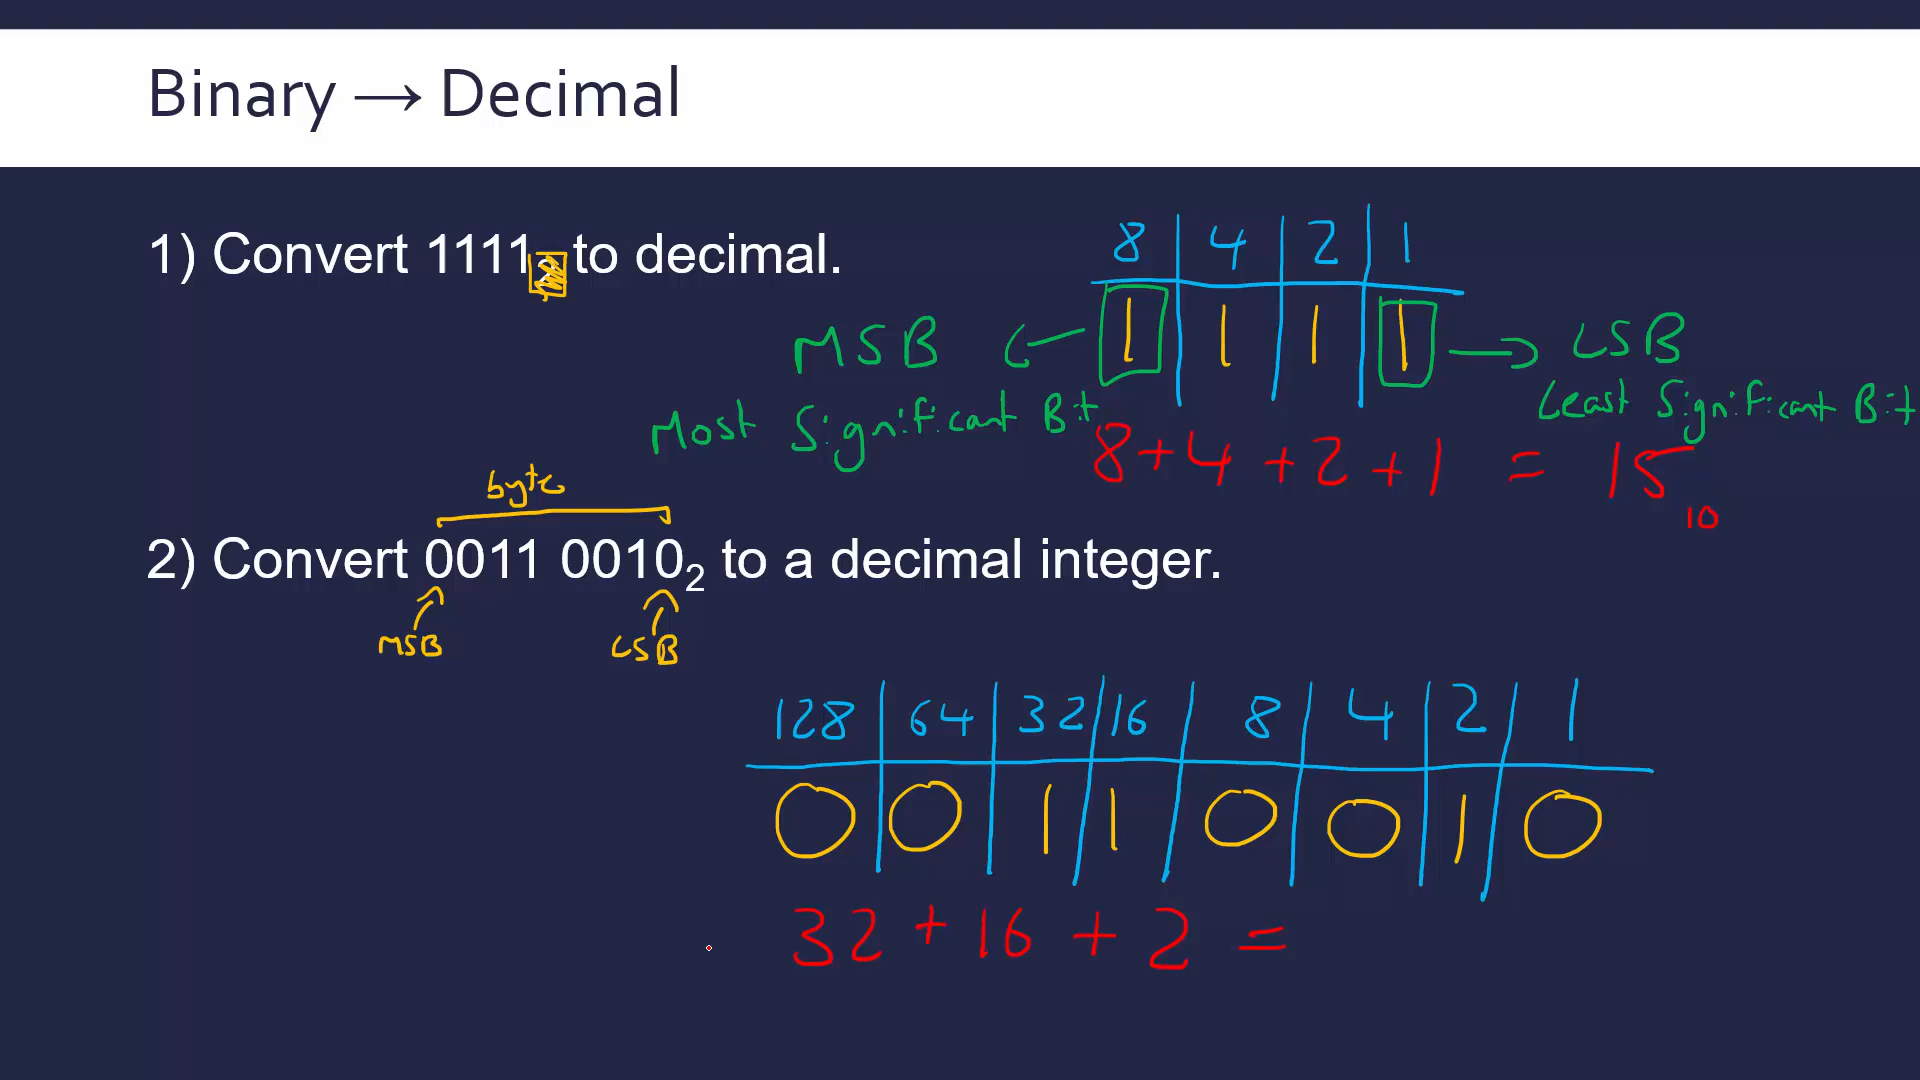 Binary → Decimal
1) Convert 1111₂ to decimal.
8 4 2 1
1 1 1 1
MSB
LSB
Most Significant Bit
Least Significant Bit
8+4+2+1 = 15₁₀
byte
2) Convert 0011 0010₂ to a decimal integer.
MSB LSB
128 64 32 16 8 4 2 1
0 0 1 1 0 0 1 0
32+16+2=